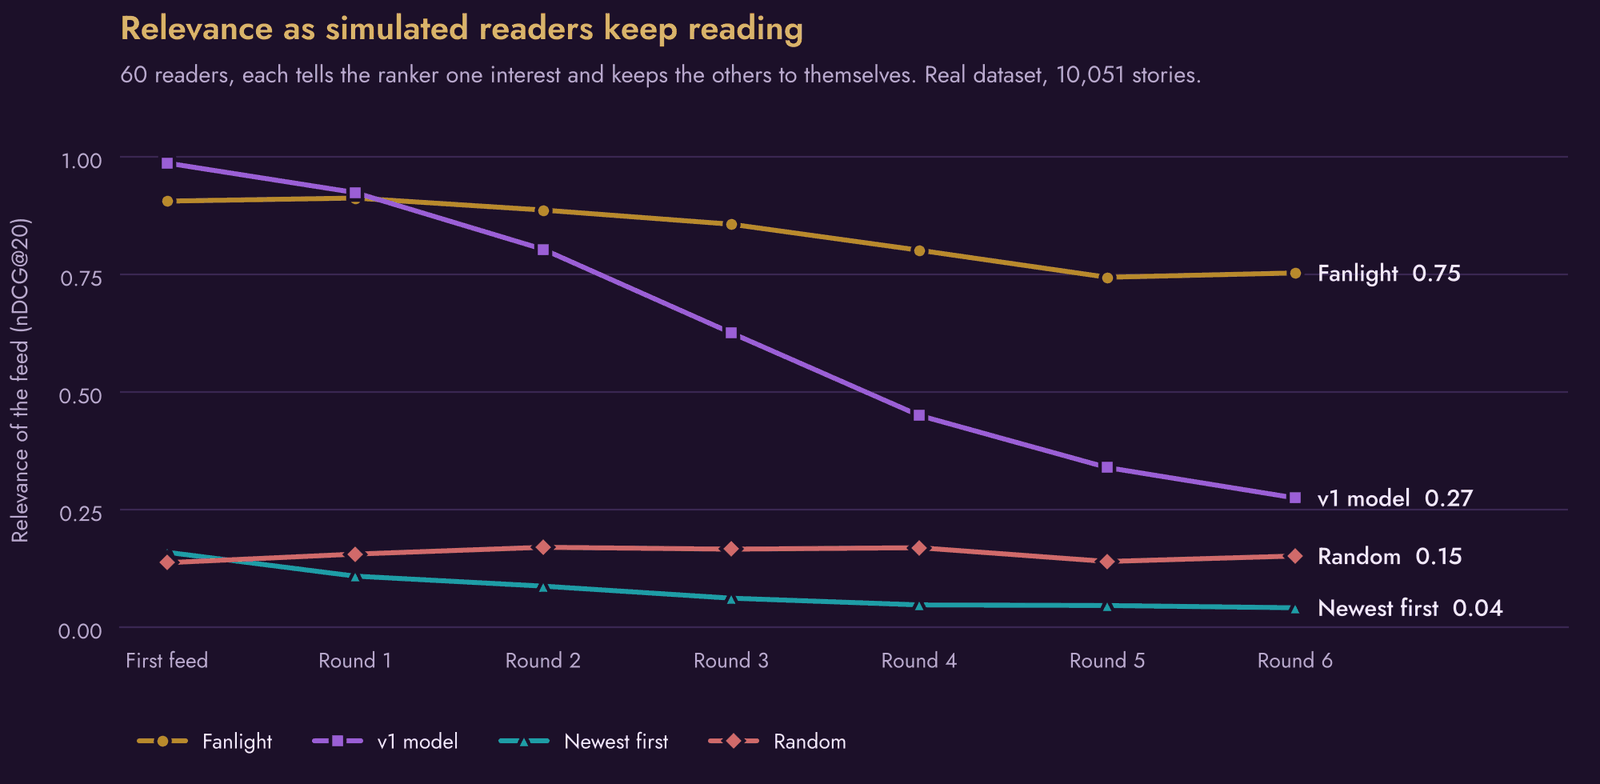 Relevance as simulated readers keep reading
60 readers, each tells the ranker one interest and keeps the others to themselves. Real dataset, 10,051 stories.
Relevance of the feed (nDCG@20)
1.00
0.75
0.50
0.25
0.00
Fanlight 0.75
v1 model 0.27
Random 0.15
Newest first 0.04
First feed Round 1 Round 2 Round 3 Round 4 Round 5 Round 6
Fanlight v1 model Newest first Random